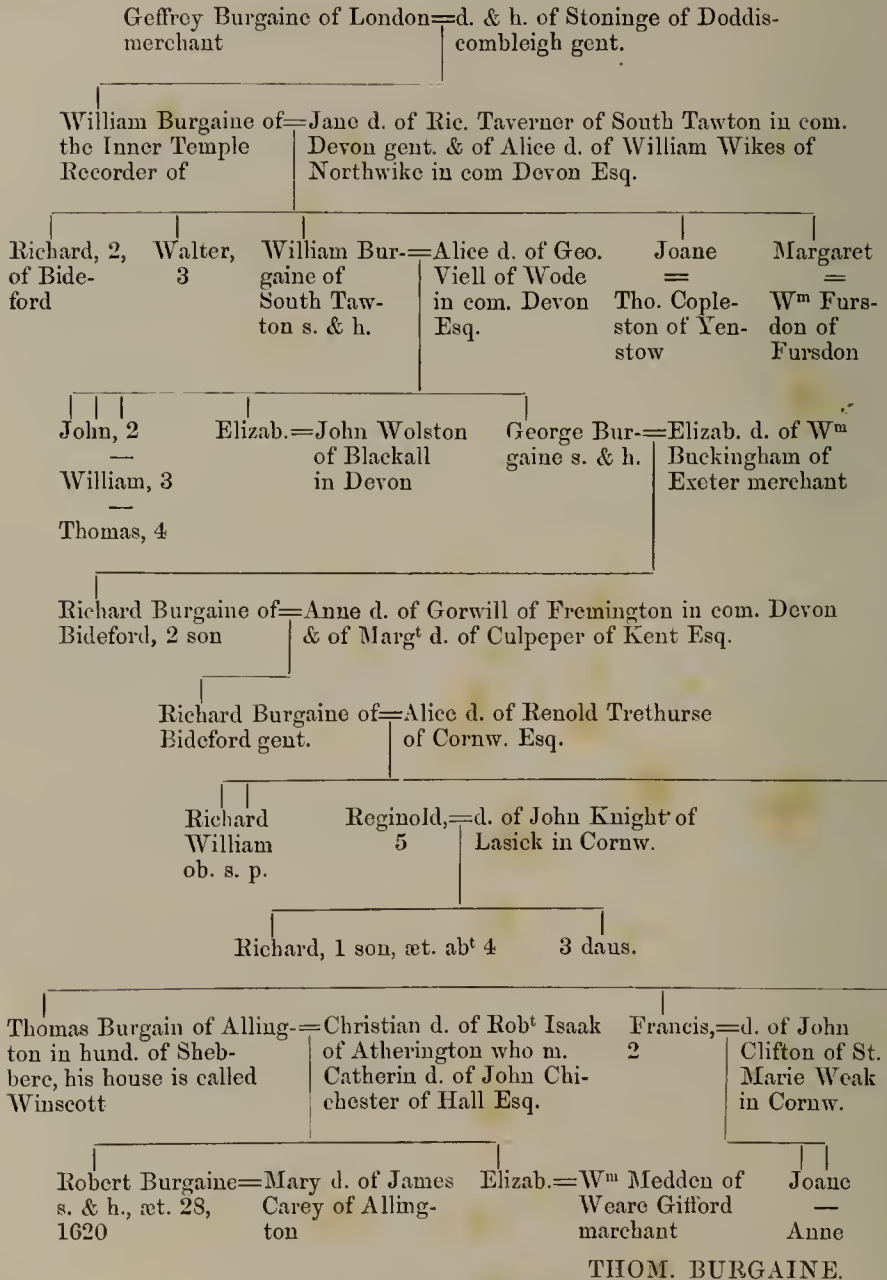 Geffrey Burgaine of London=d. & h. of Stoninge of Doddis-
merchant combleigh gent.
William Burgaine of=Jane d. of Ric. Taverner of South Tawton in com.
the Inner Temple Devon gent. & of Alice d. of William Wikes of
Recorder of Northwike in com Devon Esq.
Richard, 2, Walter, William Bur-=Alice d. of Geo. Joane Margaret
of Bide- 3 gaine of Viell of Wode = =
ford South Taw- in com. Devon Tho. Cople- Wm Furs-
ton s. & h. Esq. ston of Yen- don of
stow Fursdon
John, 2 Elizab.=John Wolston George Bur-=Elizab. d. of Wm
— of Blackall gaine s. & h. Buckingham of
William, 3 in Devon Exeter merchant
—
Thomas, 4
Richard Burgaine of=Anne d. of Gorwill of Fremington in com. Devon
Bideford, 2 son & of Margt d. of Culpeper of Kent Esq.
Richard Burgaine of=Alice d. of Renold Trethurse
Bideford gent. of Cornw. Esq.
Richard Reginold,=d. of John Knight of
William 5 Lasick in Cornw.
ob. s. p.
Richard, 1 son, æt. abt 4 3 daus.
Thomas Burgain of Alling-=Christian d. of Robt Isaak Francis,=d. of John
ton in hund. of Sheb- of Atherington who m. 2 Clifton of St.
bere, his house is called Catherin d. of John Chi- Marie Weak
Winscott chester of Hall Esq. in Cornw.
Robert Burgaine=Mary d. of James Elizab.=Wm Medden of Joane
s. & h., æt. 28, Carey of Alling- Weare Gifford —
1620 ton marchant Anne
THOM. BURGAINE.